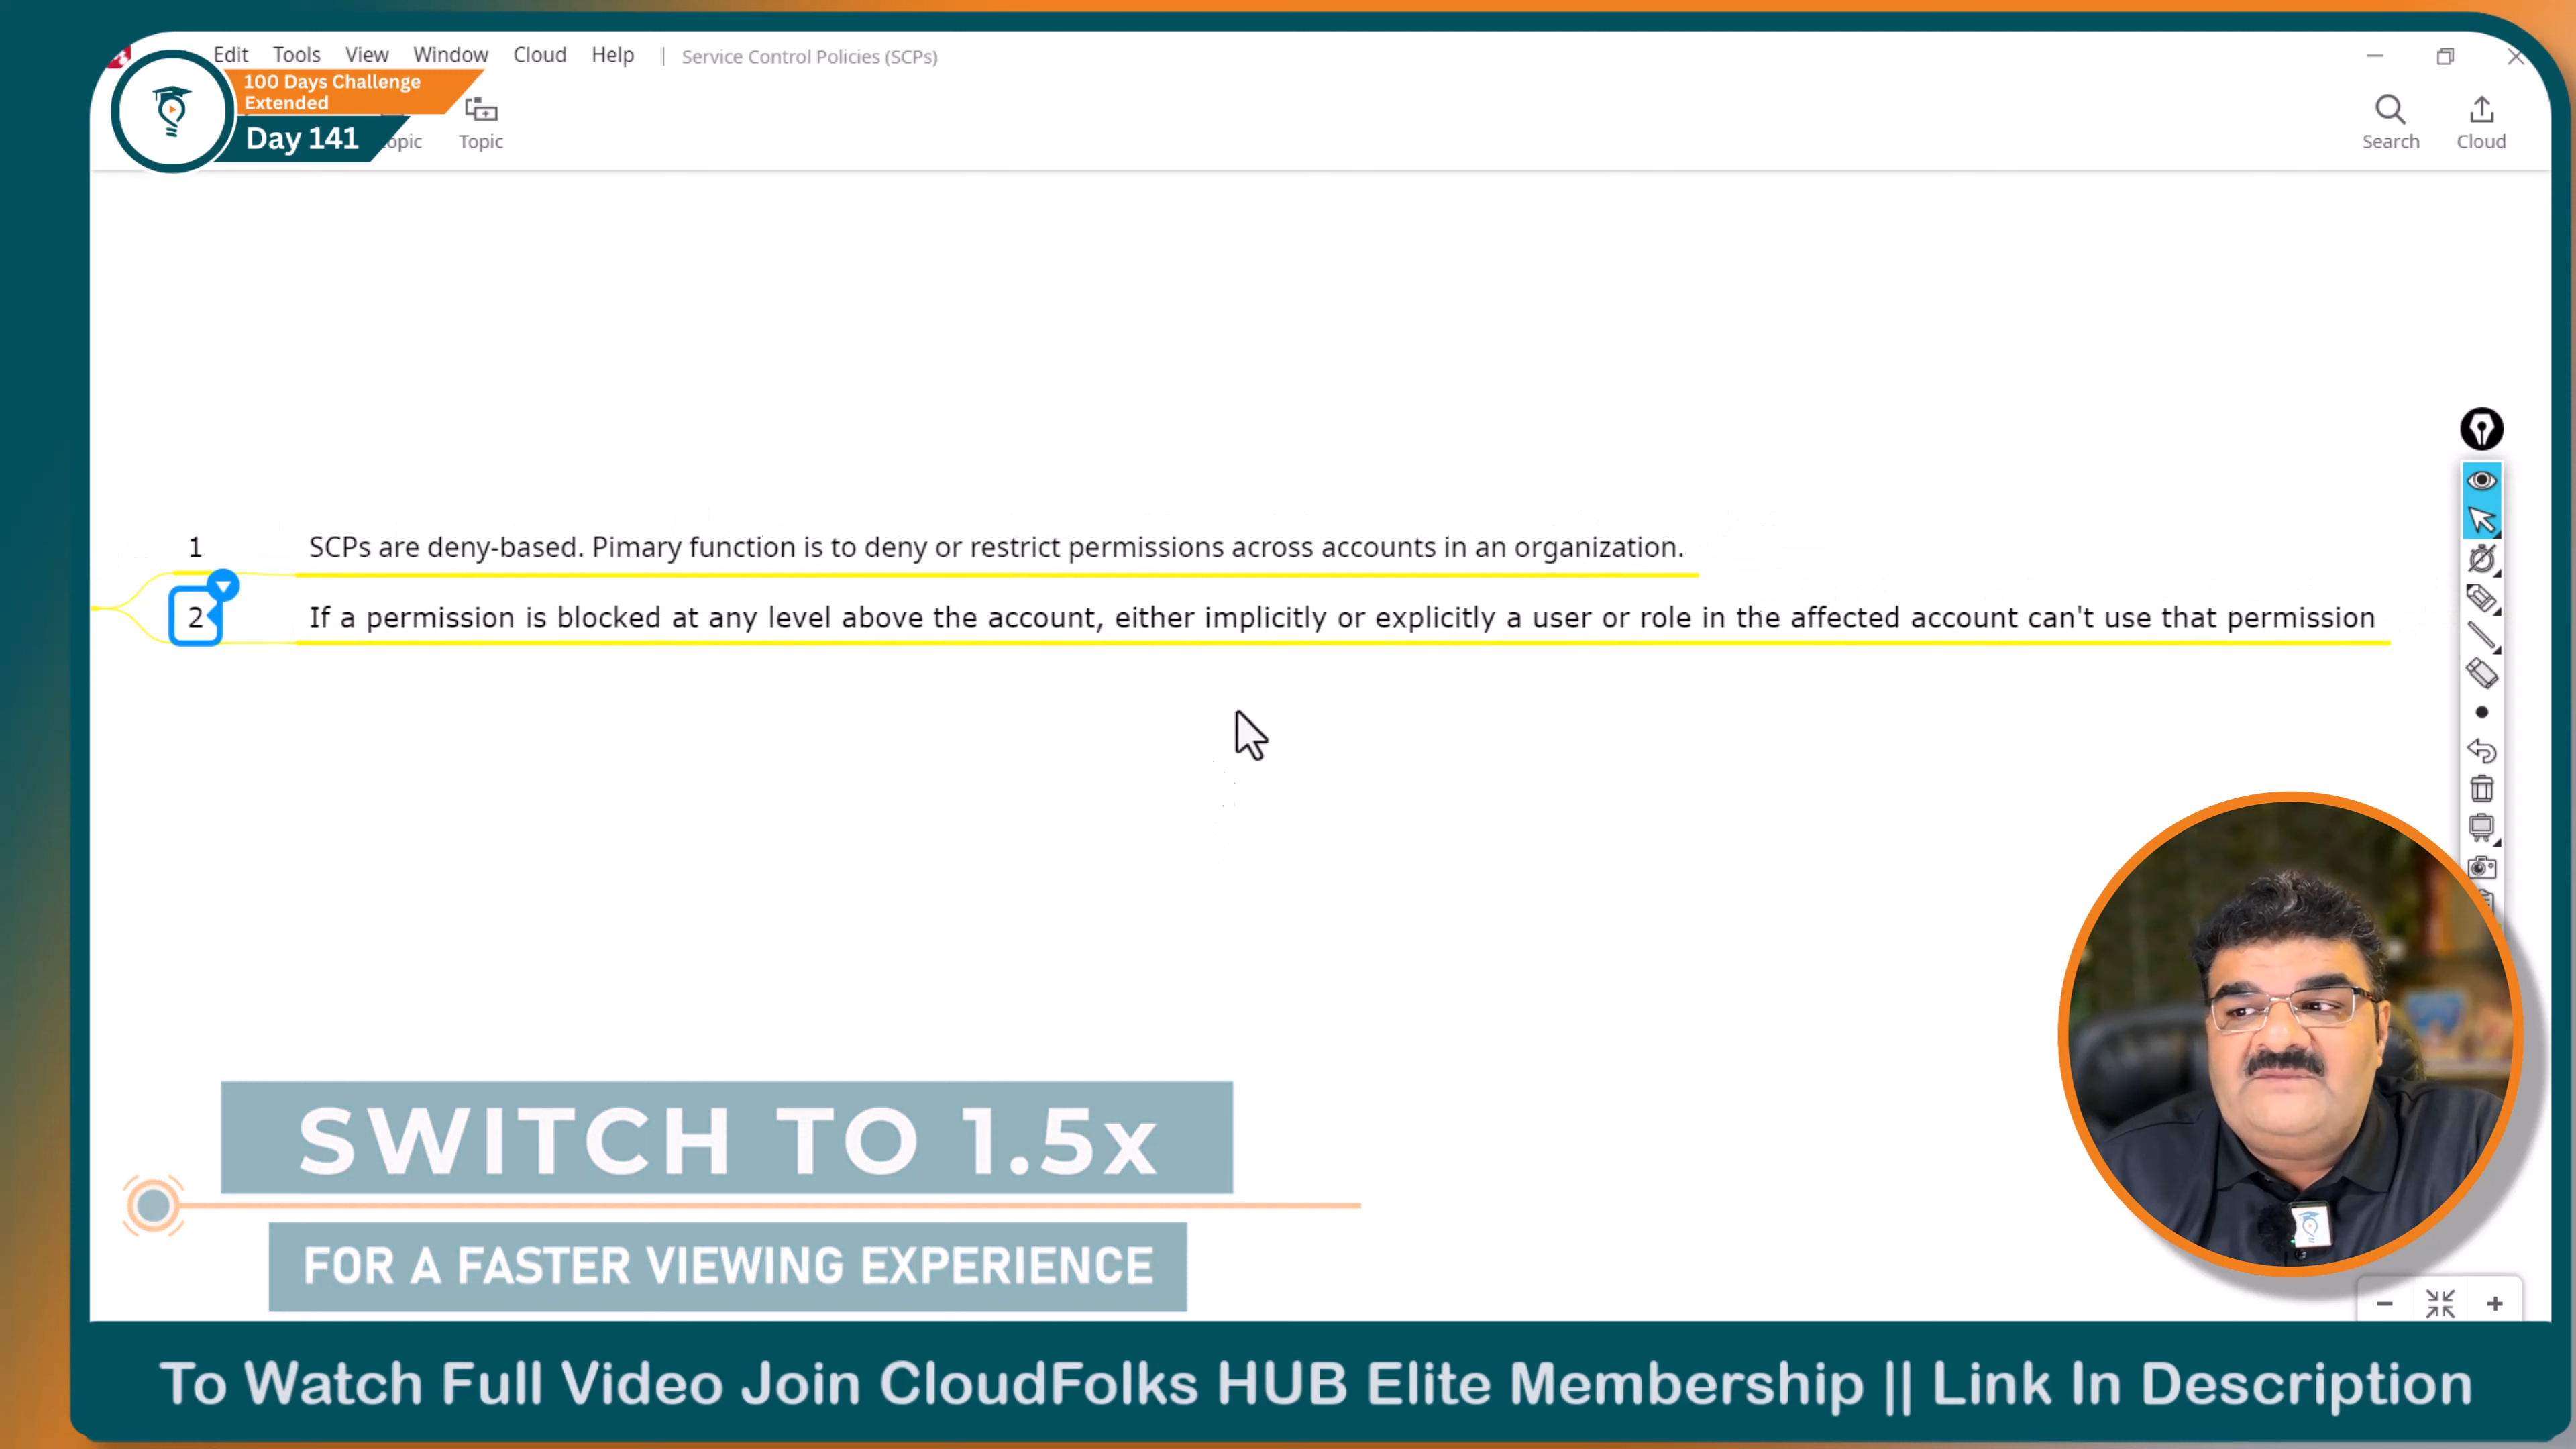 Edit Tools View Window Cloud Help | Service Control Policies (SCPs)
100 Days Challenge
Extended
Day 141
opic
Topic
Search
Cloud
1 SCPs are deny-based. Pimary function is to deny or restrict permissions across accounts in an organization.
2 If a permission is blocked at any level above the account, either implicitly or explicitly a user or role in the affected account can't use that permission
SWITCH TO 1.5x
FOR A FASTER VIEWING EXPERIENCE
To Watch Full Video Join CloudFolks HUB Elite Membership || Link In Description